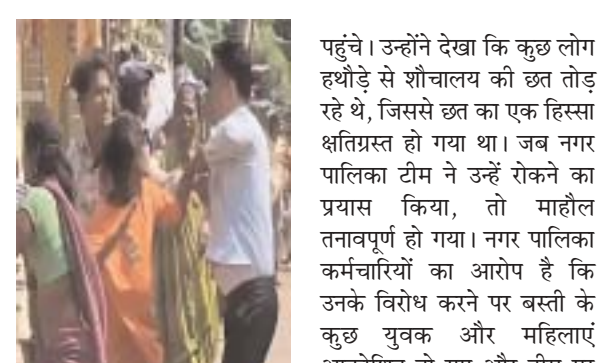 पहुंचे। उन्होंने देखा कि कुछ लोग
हथौड़े से शौचालय की छत तोड़
रहे थे, जिससे छत का एक हिस्सा
क्षतिग्रस्त हो गया था। जब नगर
पालिका टीम ने उन्हें रोकने का
प्रयास किया, तो माहौल
तनावपूर्ण हो गया। नगर पालिका
कर्मचारियों का आरोप है कि
उनके विरोध करने पर बस्ती के
कुछ युवक और महिलाएं